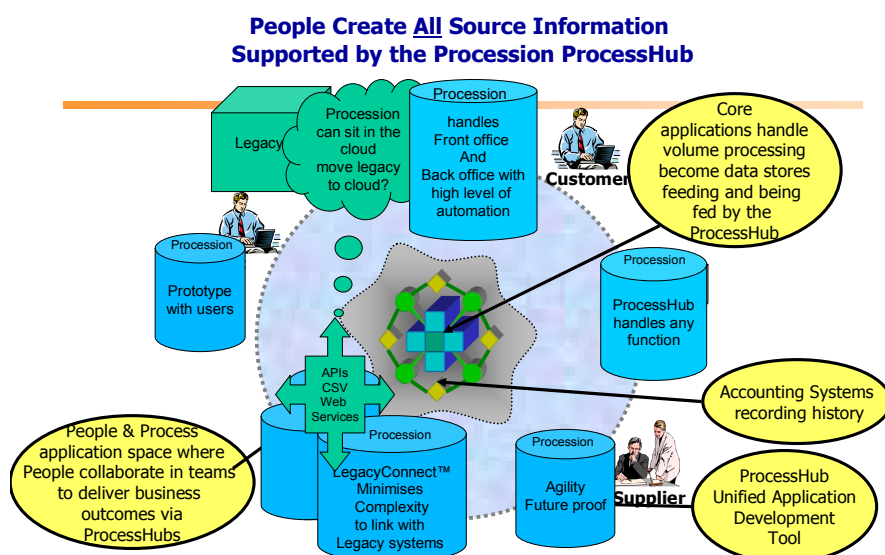 People Create All Source Information
Supported by the Procession ProcessHub
Legacy
Procession
can sit in the
cloud
move legacy
to cloud?
Procession
handles
Front office
And
Back office with
high level of
automation
Customer
Core
applications handle
volume processing
become data stores
feeding and being
fed by the
ProcessHub
Procession
Prototype
with users
Procession
ProcessHub
handles any
function
APIs
CSV
Web
Services
Accounting Systems
recording history
People & Process
application space where
People collaborate in teams
to deliver business
outcomes via
ProcessHubs
Procession
LegacyConnect™
Minimises
Complexity
to link with
Legacy systems
Procession
Agility
Future proof
Supplier
ProcessHub
Unified Application
Development
Tool